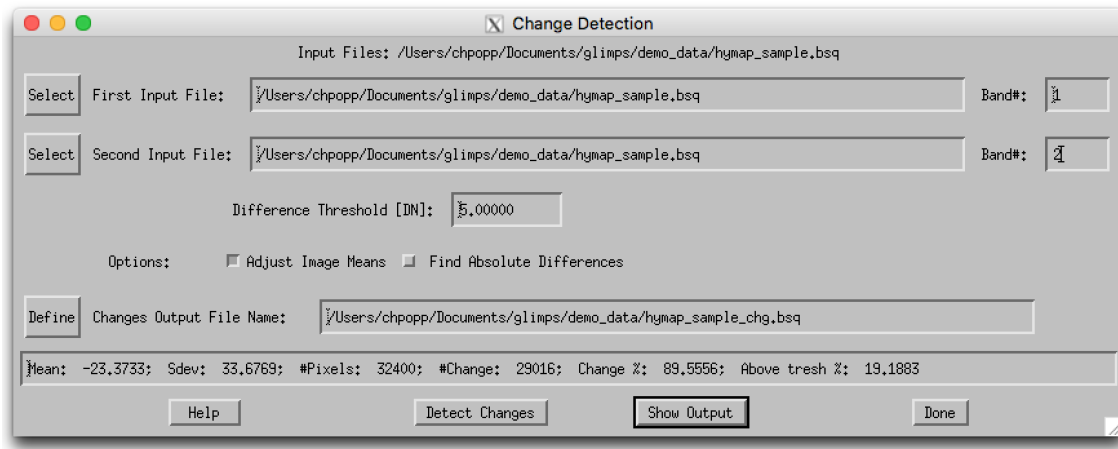 Change Detection
Input Files: /Users/chpopp/Documents/glimps/demo_data/hymap_sample.bsq
Select First Input File: /Users/chpopp/Documents/glimps/demo_data/hymap_sample.bsq Band#: 1
Select Second Input File: /Users/chpopp/Documents/glimps/demo_data/hymap_sample.bsq Band#: 2
Difference Threshold [DN]: 5.00000
Options: Adjust Image Means Find Absolute Differences
Define Changes Output File Name: /Users/chpopp/Documents/glimps/demo_data/hymap_sample_chg.bsq
Mean: -23.3733; Sdev: 33.6769; #Pixels: 32400; #Change: 29016; Change %: 89.5556; Above tresh %: 19.1883
Help Detect Changes Show Output Done